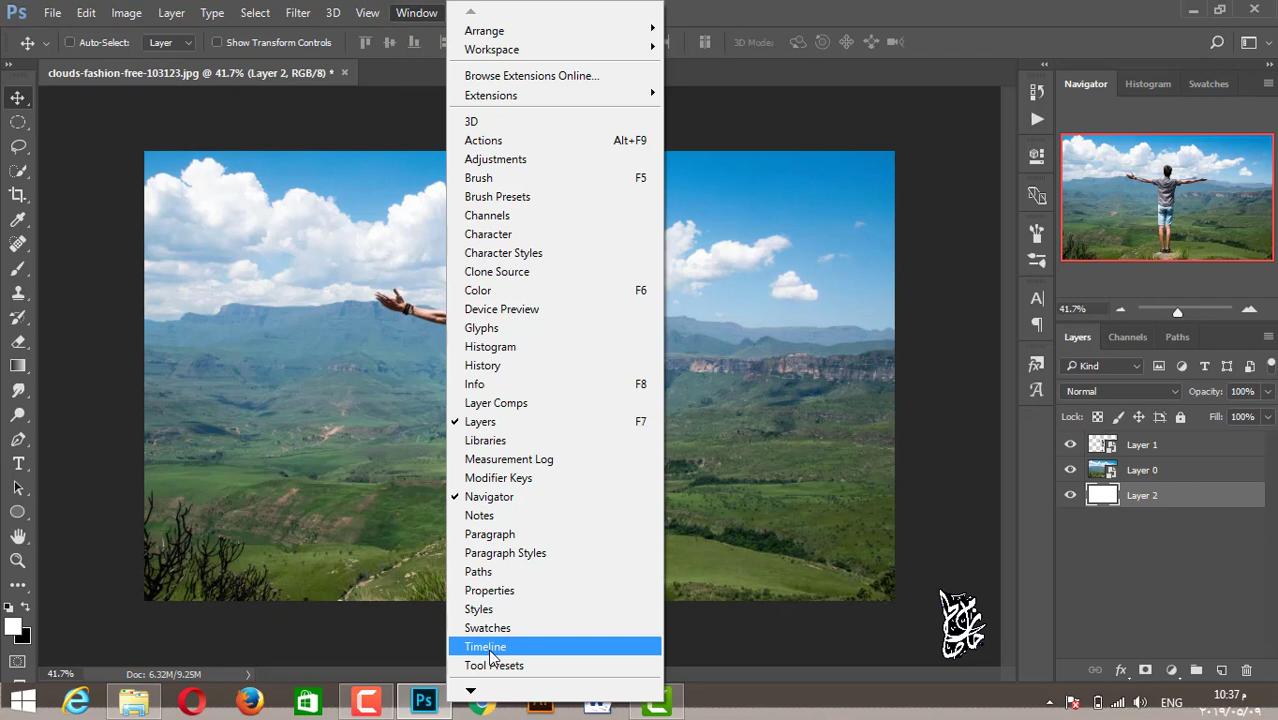 Ps File Edit Image Layer Type Select Filter 3D View Window
Auto-Select: Layer Show Transform Controls 3D Mode:
clouds-fashion-free-103123.jpg @ 41.7% (Layer 2, RGB/8) * ×
Arrange
Workspace
Browse Extensions Online...
Extensions
3D
Actions Alt+F9
Adjustments
Brush F5
Brush Presets
Channels
Character
Character Styles
Clone Source
Color F6
Device Preview
Glyphs
Histogram
History
Info F8
Layer Comps
Layers F7
Libraries
Measurement Log
Modifier Keys
Navigator
Notes
Paragraph
Paragraph Styles
Paths
Properties
Styles
Swatches
Timeline
Tool Presets
Navigator Histogram Swatches
41.7%
Layers Channels Paths
Kind
Normal Opacity: 100%
Lock: Fill: 100%
Layer 1
Layer 0
Layer 2
41.7% Doc: 6.32M/9.25M
Ps Ai ENG 10:37 م
٢٠١٩/٠٥/٠٩